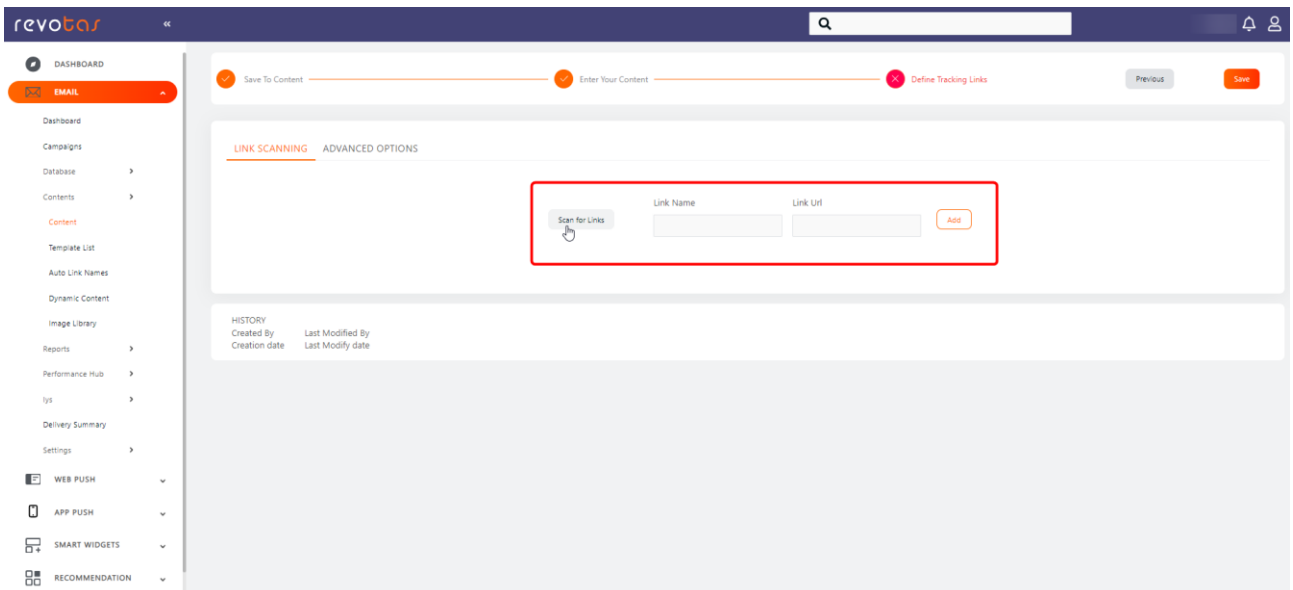 revotas «
DASHBOARD
EMAIL
Dashboard
Campaigns
Database
Contents
Content
Template List
Auto Link Names
Dynamic Content
Image Library
Reports
Performance Hub
Iys
Delivery Summary
Settings
WEB PUSH
APP PUSH
SMART WIDGETS
RECOMMENDATION
Save To Content
Enter Your Content
Define Tracking Links
Previous
Save
LINK SCANNING ADVANCED OPTIONS
Link Name Link Url
Scan for Links Add
HISTORY
Created By Last Modified By
Creation date Last Modify date